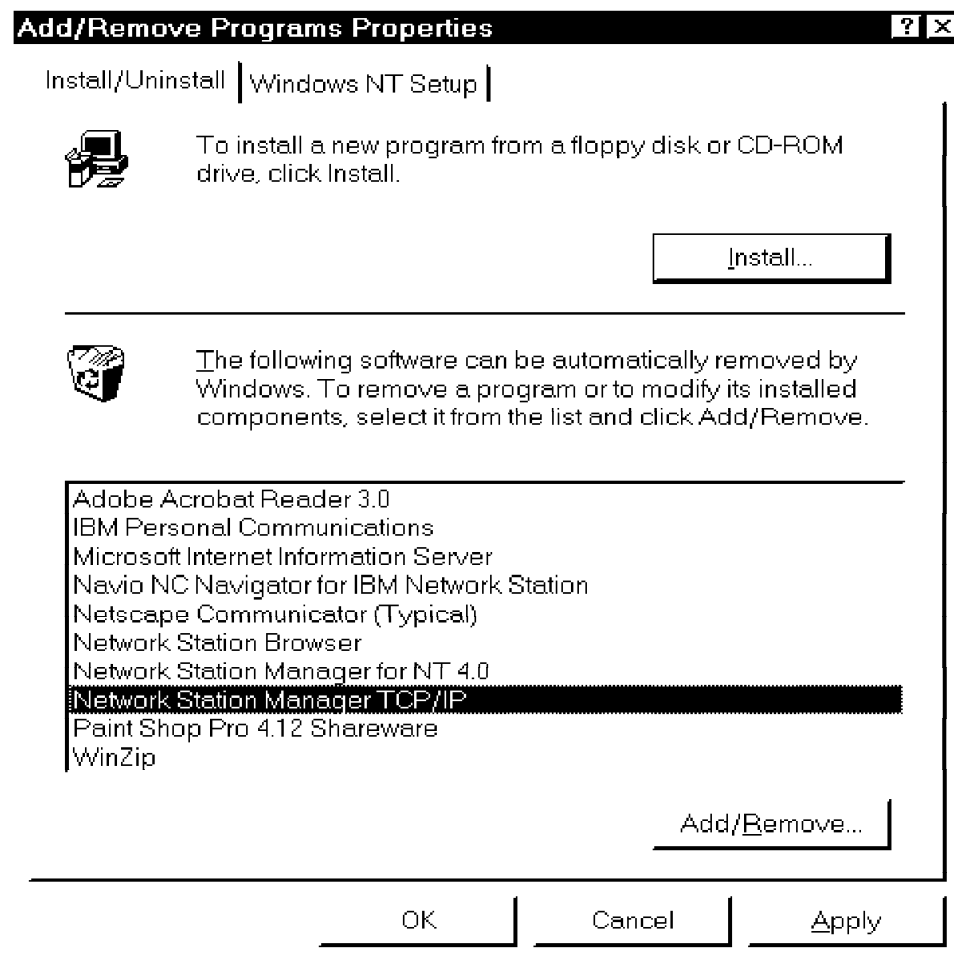 Add/Remove Programs Properties
Install/Uninstall
Windows NT Setup
To install a new program from a floppy disk or CD-ROM
drive, click Install.
Install...
The following software can be automatically removed by
Windows. To remove a program or to modify its installed
components, select it from the list and click Add/Remove.
Adobe Acrobat Reader 3.0
IBM Personal Communications
Microsoft Internet Information Server
Navio NC Navigator for IBM Network Station
Netscape Communicator (Typical)
Network Station Browser
Network Station Manager for NT 4.0
Network Station Manager TCP/IP
Paint Shop Pro 4.12 Shareware
WinZip
Add/Remove...
OK
Cancel
Apply